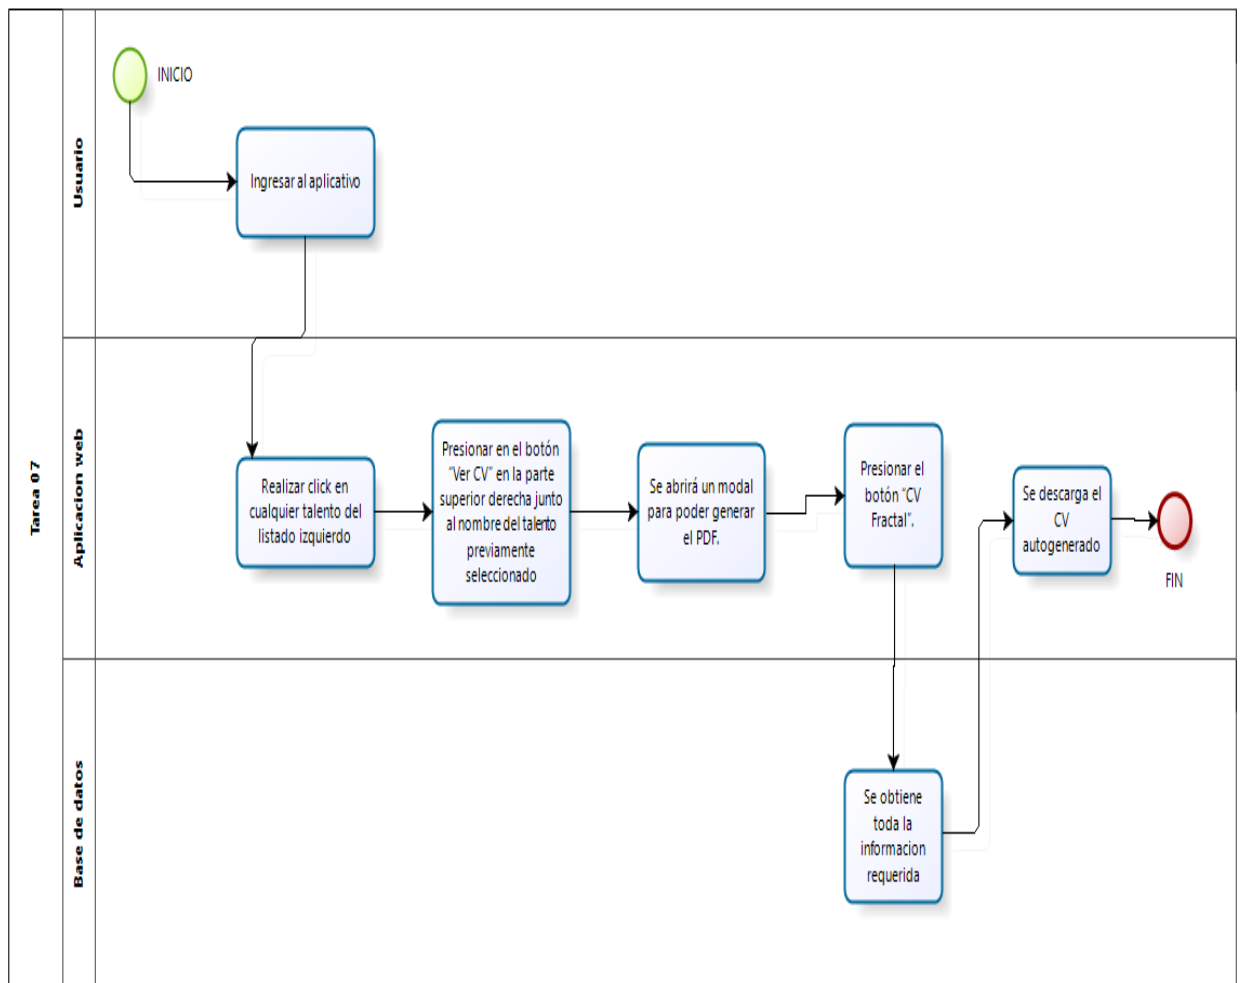 Tarea 07
Usuario
INICIO
Ingresar al aplicativo
Aplicacion web
Realizar click en
cualquier talento del
listado izquierdo
Presionar en el botón
“Ver CV” en la parte
superior derecha junto
al nombre del talento
previamente
seleccionado
Se abrirá un modal
para poder generar
el PDF.
Presionar el
botón “CV
Fractal”.
Se descarga el
CV
autogenerado
FIN
Base de datos
Se obtiene
toda la
informacion
requerida